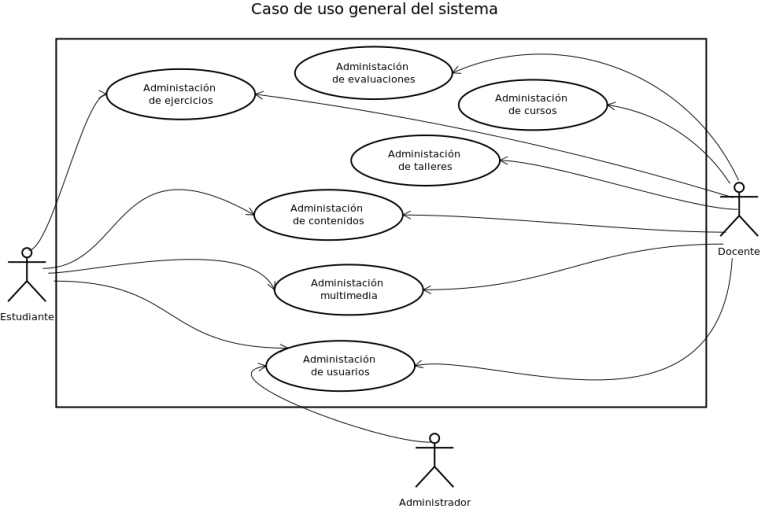 Caso de uso general del sistema
Administación
de evaluaciones
Administación
de ejercicios
Administación
de cursos
Administación
de talleres
Administación
de contenidos
Docente
Administación
multimedia
Estudiante
Administación
de usuarios
Administrador